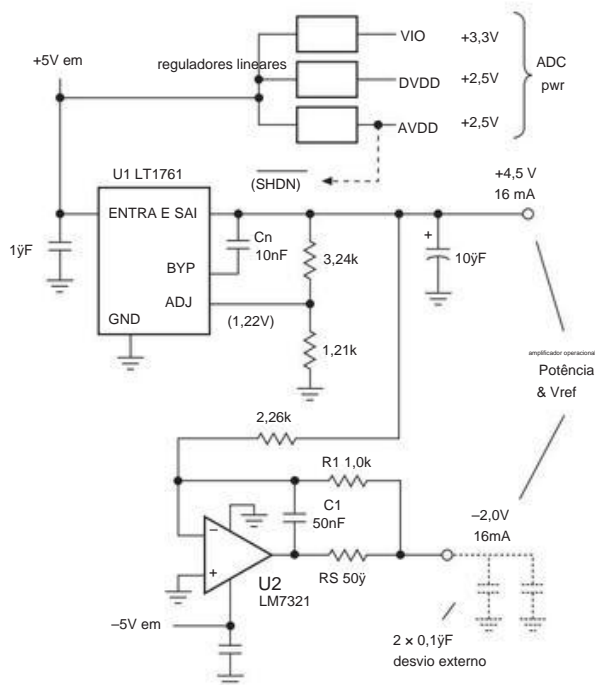 +5V em
reguladores lineares
VIO
+3,3V
DVDD
+2,5V
AVDD
+2,5V
ADC
pwr
U1 LT1761
(SHDN)
+4,5 V
16 mA
ENTRA E SAI
1ÿF
Cn
10nF
3,24k
+
10ÿF
BYP
ADJ
(1,22V)
GND
1,21k
amplificador operacional
Potência
& Vref
2,26k
R1 1,0k
C1
50nF
–2,0V
16mA
–
+
U2
LM7321
RS 50ÿ
–5V em
2 × 0,1ÿF
desvio externo